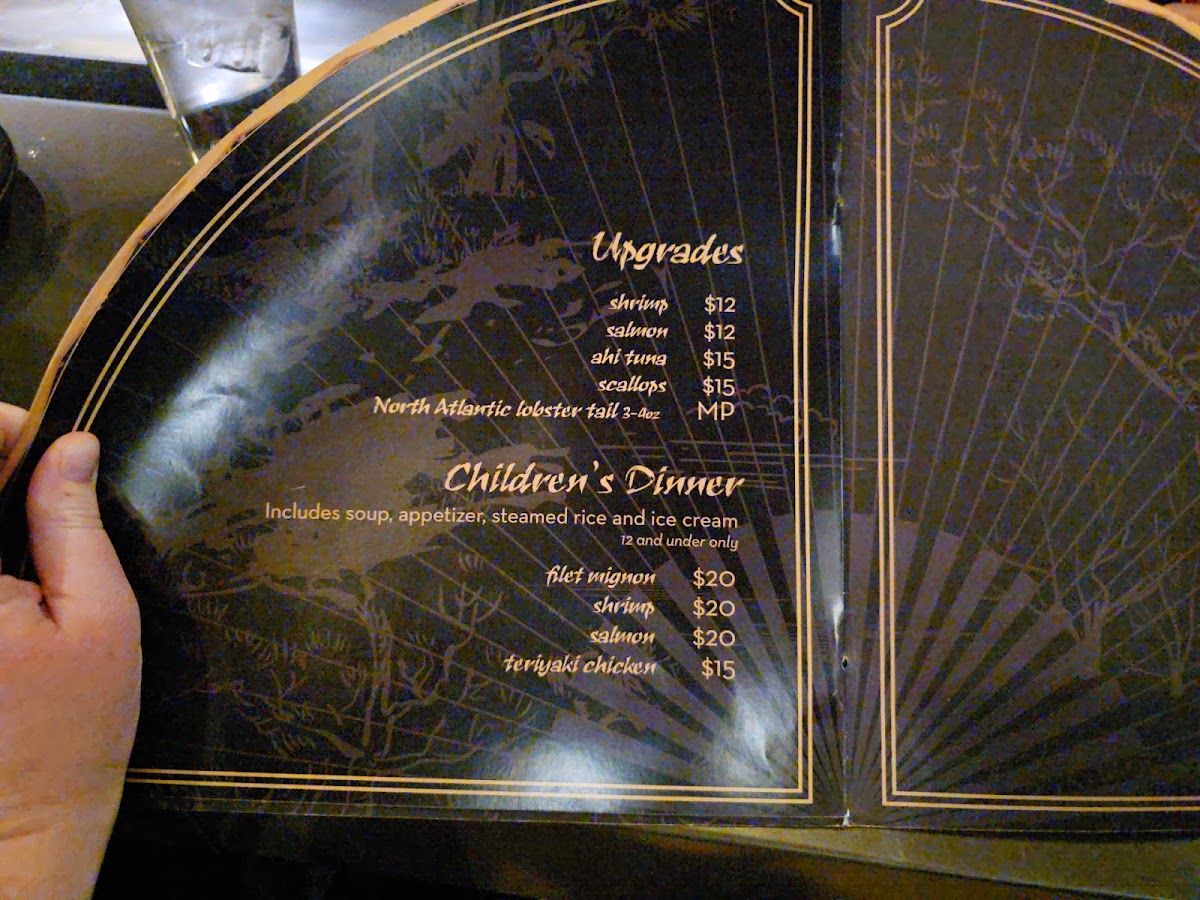 Upgrades
shrimp $12
salmon $12
ahi tuna $15
scallops $15
North Atlantic lobster tail 3-4oz MP
Children's Dinner
Includes soup, appetizer, steamed rice and ice cream
12 and under only
filet mignon $20
shrimp $20
salmon $20
teriyaki chicken $15